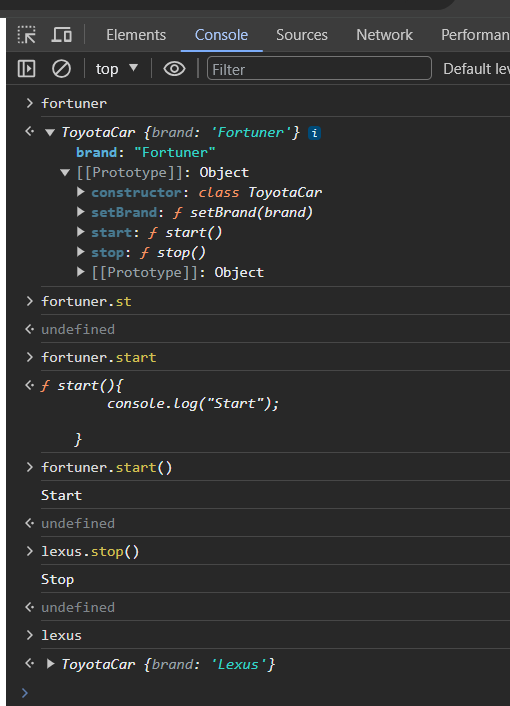 Elements Console Sources Network Performan
top Filter Default lev
fortuner
ToyotaCar {brand: 'Fortuner'} i
brand: "Fortuner"
[[Prototype]]: Object
constructor: class ToyotaCar
setBrand: ƒ setBrand(brand)
start: ƒ start()
stop: ƒ stop()
[[Prototype]]: Object
fortuner.st
undefined
fortuner.start
ƒ start(){
console.log("Start");
}
fortuner.start()
Start
undefined
lexus.stop()
Stop
undefined
lexus
ToyotaCar {brand: 'Lexus'}